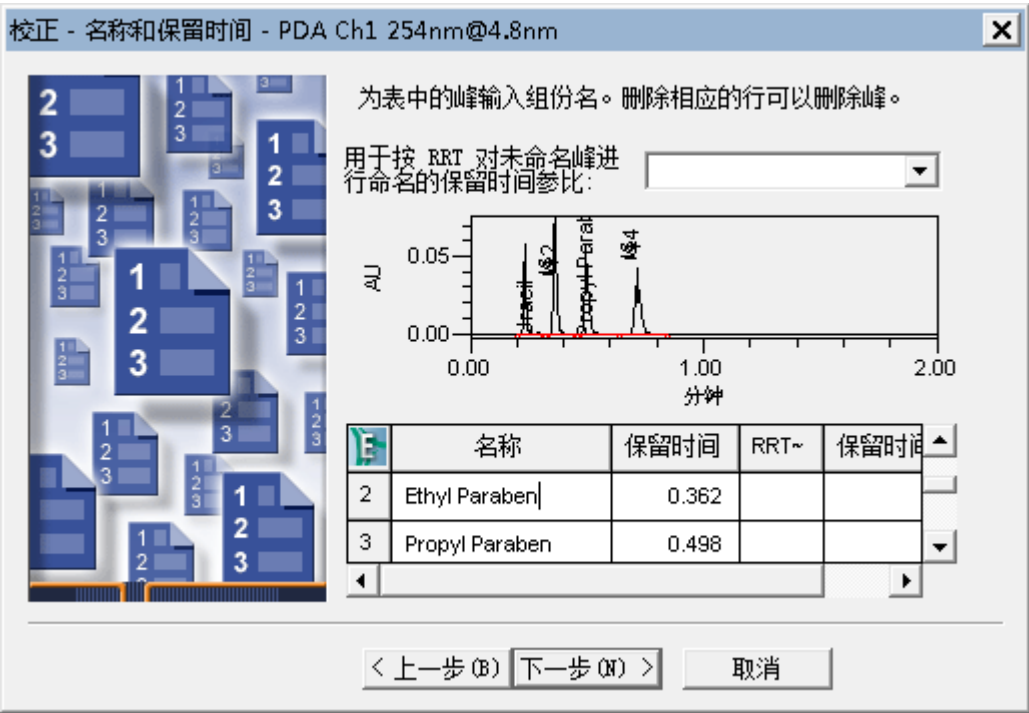 校正 - 名称和保留时间 - PDA Ch1 254nm@4.8nm
为表中的峰输入组份名。删除相应的行可以删除峰。
用于按 RRT 对未命名峰进
行命名的保留时间参比:
AU
0.05
0.00
0.00
1.00
2.00
分钟
名称 保留时间 RRT~ 保留时间
2 Ethyl Paraben 0.362
3 Propyl Paraben 0.498
< 上一步(B) 下一步(N) > 取消